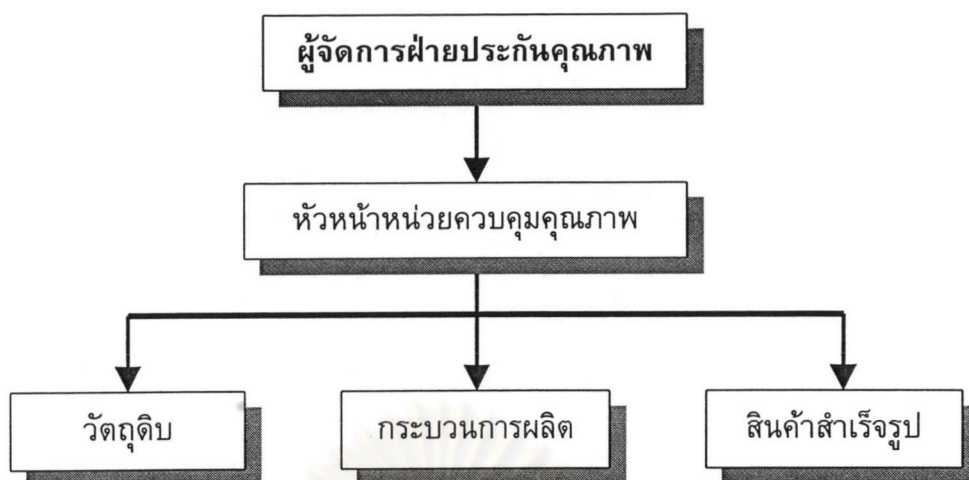 ผู้จัดการฝ่ายประกันคุณภาพ
หัวหน้าหน่วยควบคุมคุณภาพ
วัตถุดิบ
กระบวนการผลิต
สินค้าสำเร็จรูป